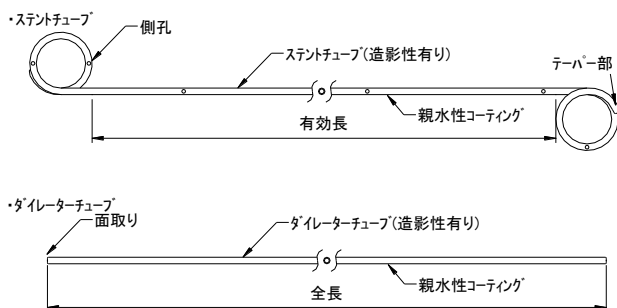 ・ステントチューブ
側孔
ステントチューブ(造影性有り)
テーパー部
親水性コーティング
有効長
・ダイレーターチューブ
面取り
ダイレーターチューブ(造影性有り)
親水性コーティング
全長